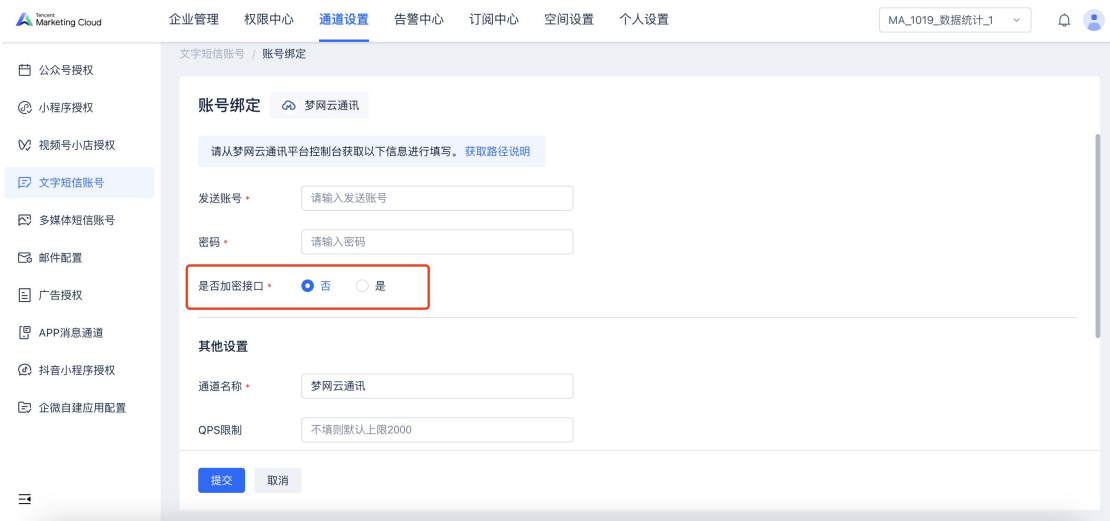 Tencent
Marketing Cloud
企业管理 权限中心 通道设置 告警中心 订阅中心 空间设置 个人设置
MA_1019_数据统计_1
文字短信账号 / 账号绑定
公众号授权
小程序授权
视频号小店授权
文字短信账号
多媒体短信账号
邮件配置
广告授权
APP消息通道
抖音小程序授权
企微自建应用配置
账号绑定 梦网云通讯
请从梦网云通讯平台控制台获取以下信息进行填写。 获取路径说明
发送账号 * 请输入发送账号
密码 * 请输入密码
是否加密接口 * 否 是
其他设置
通道名称 * 梦网云通讯
QPS限制 不填则默认上限2000
提交 取消